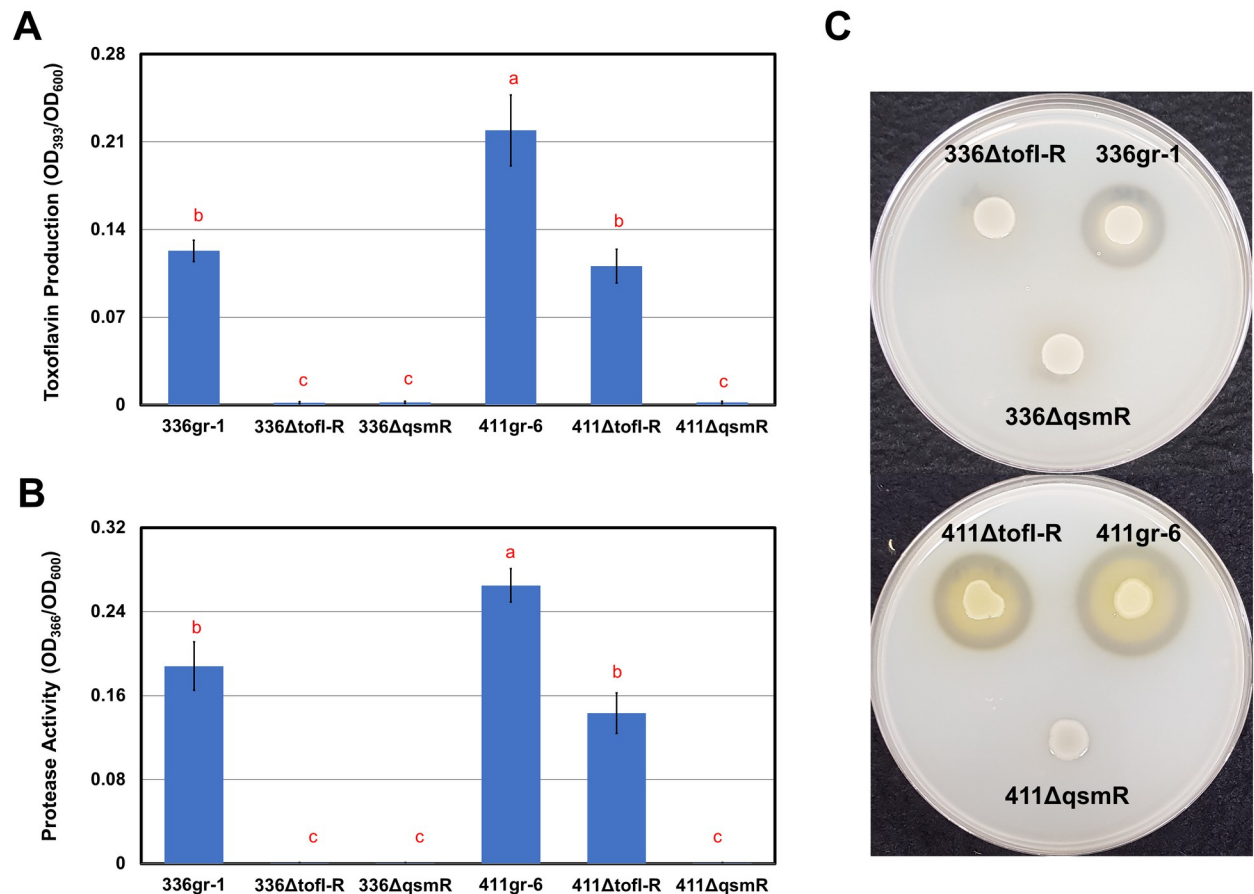 A
Toxoflavin Production (OD393/OD600)
0.28
0.21
0.14
0.07
0
b
c
c
a
b
c
336gr-1 336ΔtofI-R 336ΔqsmR 411gr-6 411ΔtofI-R 411ΔqsmR
B
Protease Activity (OD366/OD600)
0.32
0.24
0.16
0.08
0
b
c
c
a
b
c
336gr-1 336ΔtofI-R 336ΔqsmR 411gr-6 411ΔtofI-R 411ΔqsmR
C
336ΔtofI-R 336gr-1
336ΔqsmR
411ΔtofI-R 411gr-6
411ΔqsmR